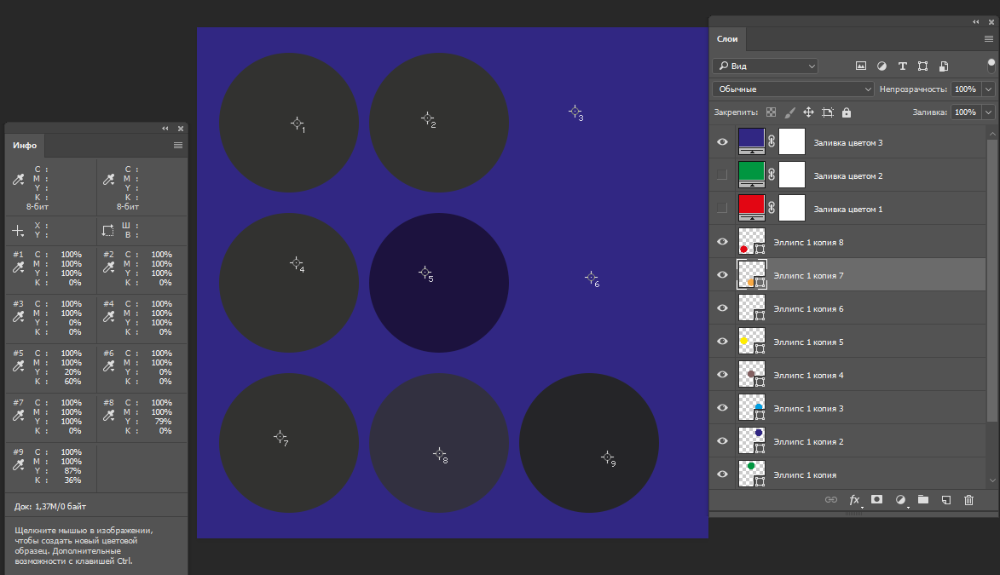 Инфо
C :
M :
Y :
K :
8-бит
C :
M :
Y :
K :
8-бит
X :
Y :
Ш :
В :
#1 C : 100%
M : 100%
Y : 100%
K : 0%
#2 C : 100%
M : 100%
Y : 100%
K : 0%
#3 C : 100%
M : 100%
Y : 0%
K : 0%
#4 C : 100%
M : 100%
Y : 100%
K : 0%
#5 C : 100%
M : 100%
Y : 20%
K : 60%
#6 C : 100%
M : 100%
Y : 0%
K : 0%
#7 C : 100%
M : 100%
Y : 100%
K : 0%
#8 C : 100%
M : 100%
Y : 79%
K : 0%
#9 C : 100%
M : 100%
Y : 87%
K : 36%
Док: 1,37M/0 байт
Щелкните мышью в изображении,
чтобы создать новый цветовой
образец. Дополнительные
возможности с клавишей Ctrl.
1
2
3
4
5
6
7
8
9
Слои
Вид
Обычные
Непрозрачность: 100%
Закрепить:
Заливка: 100%
Заливка цветом 3
Заливка цветом 2
Заливка цветом 1
Эллипс 1 копия 8
Эллипс 1 копия 7
Эллипс 1 копия 6
Эллипс 1 копия 5
Эллипс 1 копия 4
Эллипс 1 копия 3
Эллипс 1 копия 2
Эллипс 1 копия
fx